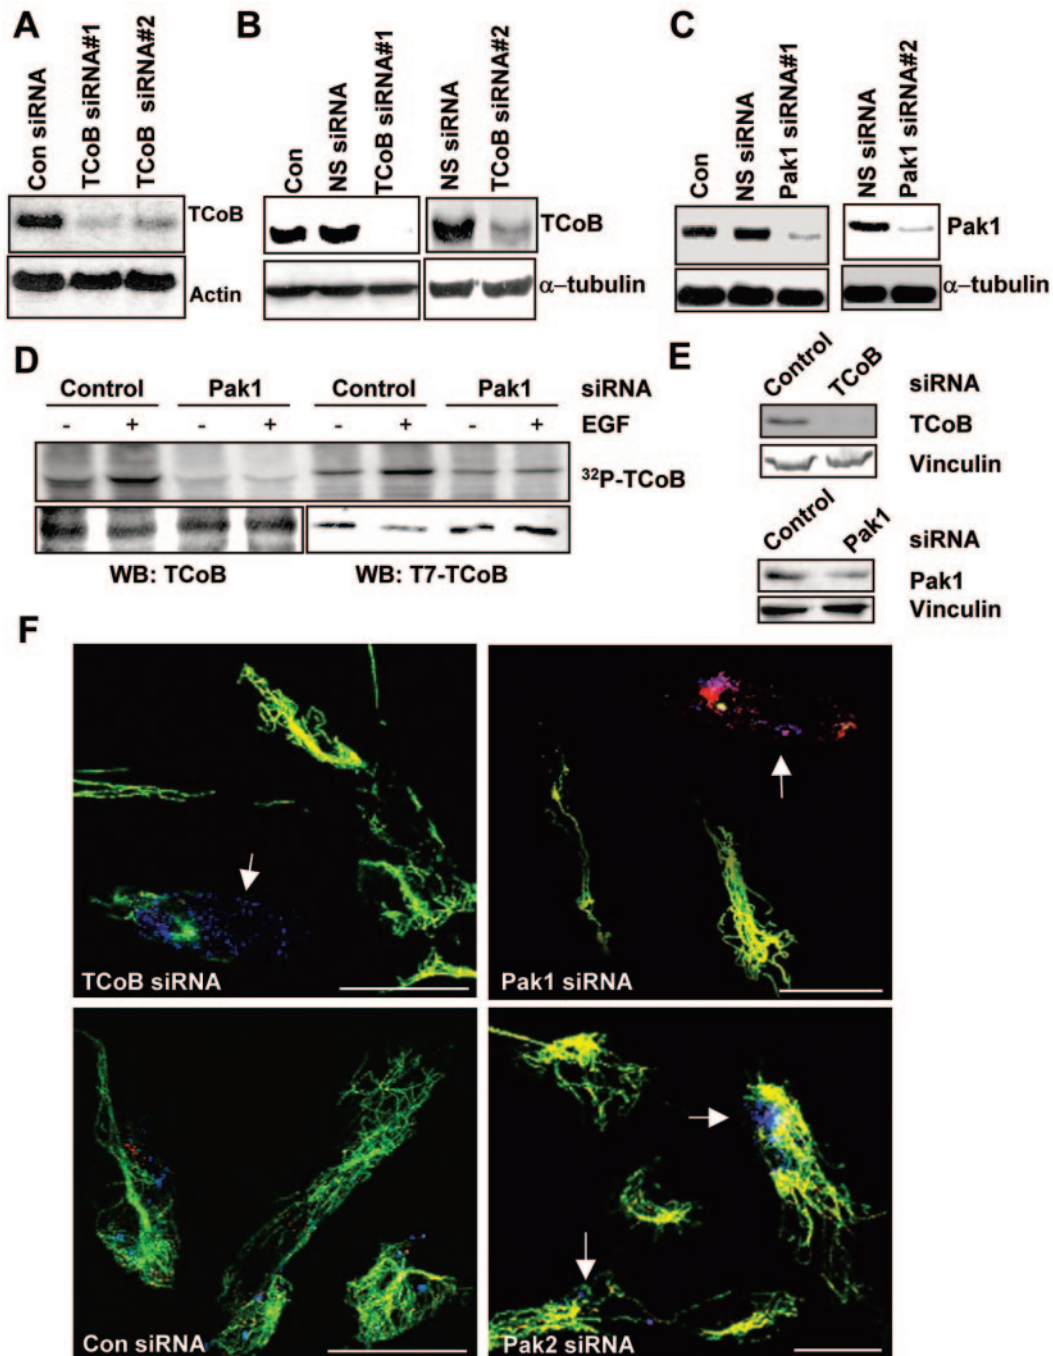 A
Con siRNA
TCoB siRNA#1
TCoB siRNA#2
TCoB
Actin
B
Con
NS siRNA
TCoB siRNA#1
NS siRNA
TCoB siRNA#2
TCoB
α–tubulin
C
Con
NS siRNA
Pak1 siRNA#1
NS siRNA
Pak1 siRNA#2
Pak1
α–tubulin
D
Control Pak1 Control Pak1 siRNA
- + - + - + - + EGF
32P-TCoB
WB: TCoB WB: T7-TCoB
E
Control TCoB siRNA
TCoB
Vinculin
Control Pak1 siRNA
Pak1
Vinculin
F
TCoB siRNA
Pak1 siRNA
Con siRNA
Pak2 siRNA